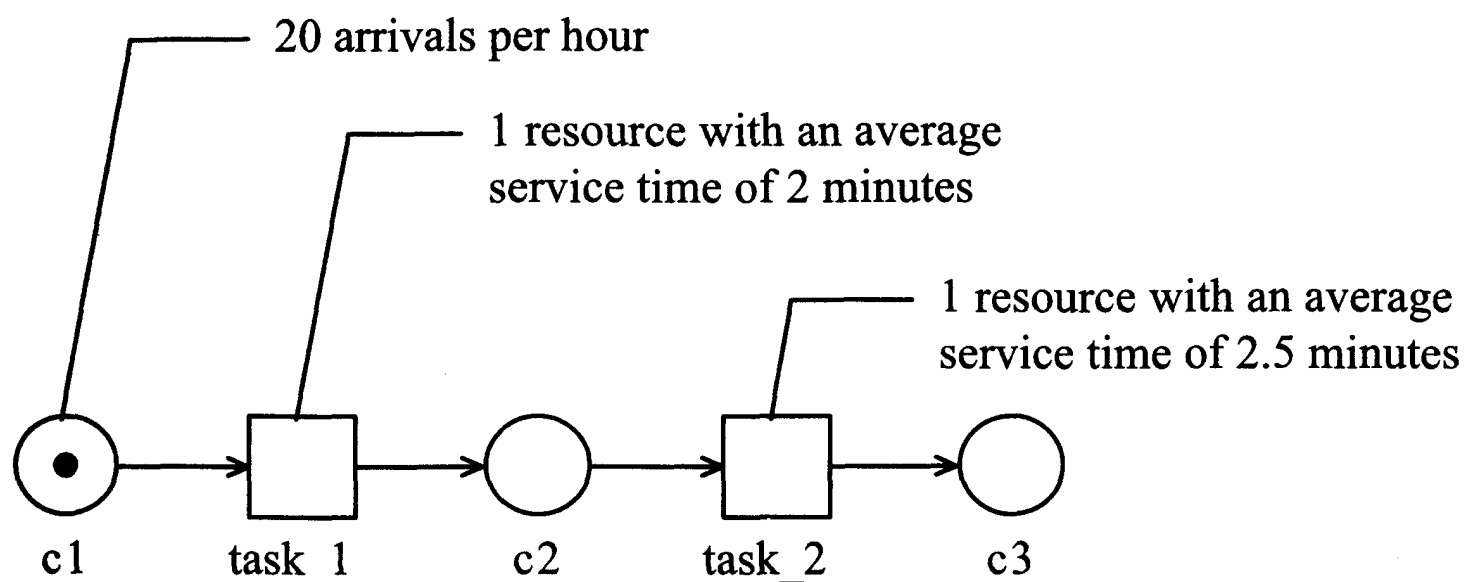 20 arrivals per hour
1 resource with an average
service time of 2 minutes
1 resource with an average
service time of 2.5 minutes
c1
task_1
c2
task_2
c3